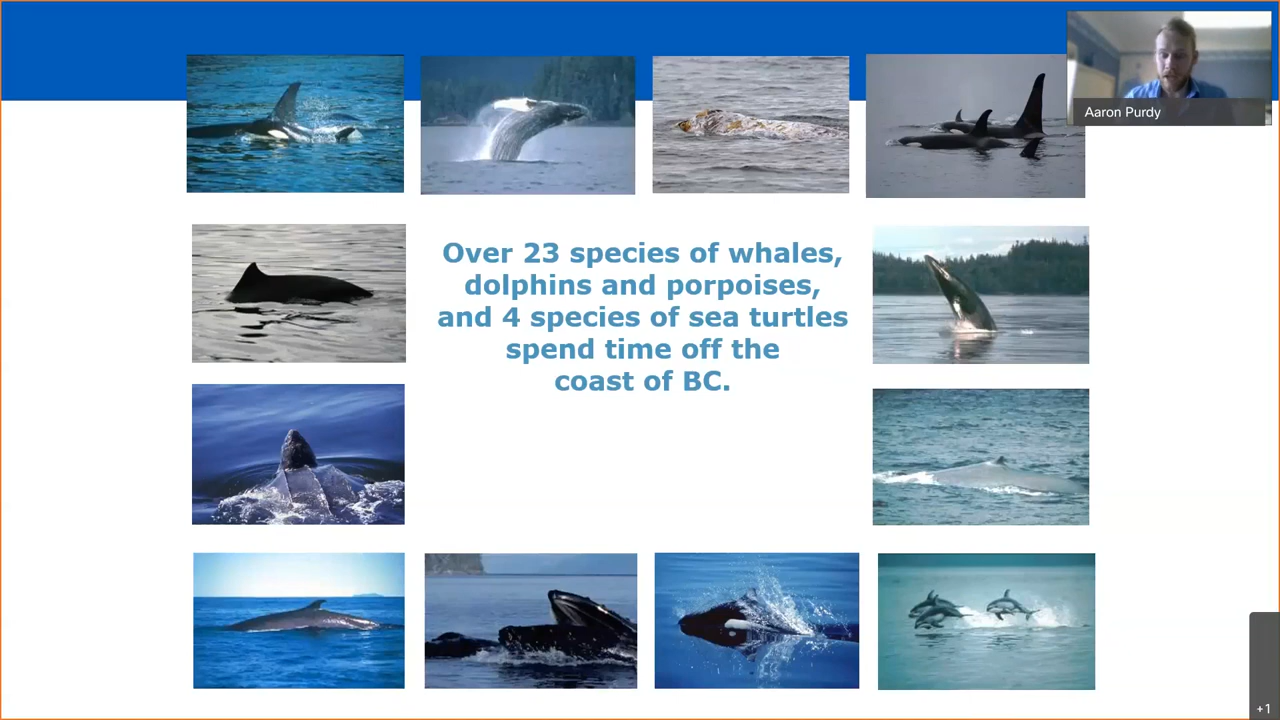 Aaron Purdy
Over 23 species of whales,
dolphins and porpoises,
and 4 species of sea turtles
spend time off the
coast of BC.
+1